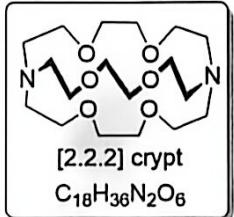 O O
N O O N
O O
[2.2.2] crypt
C₁₈H₃₆N₂O₆